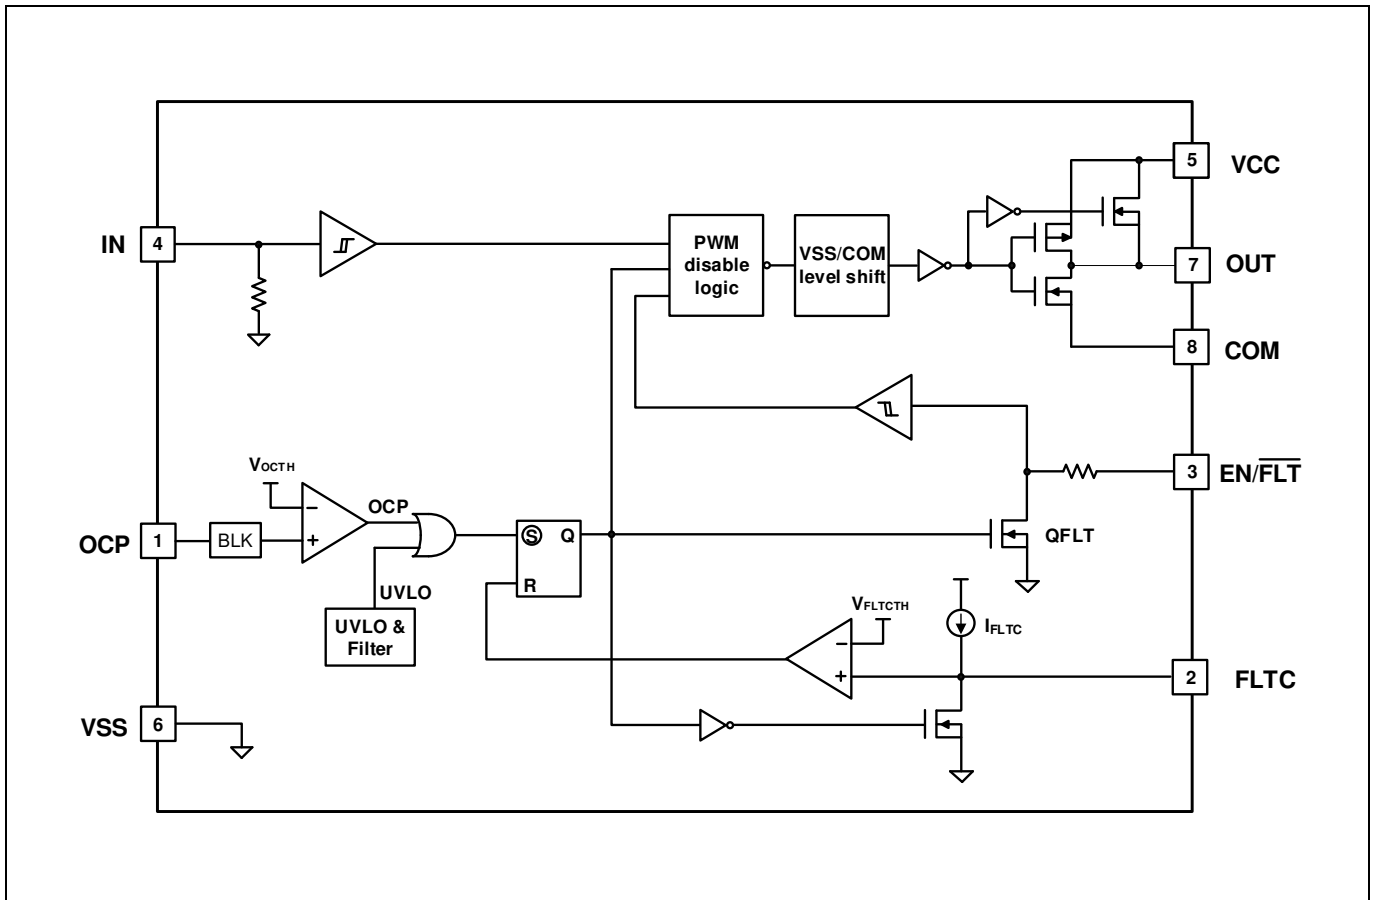 5
VCC
IN
4
PWM
disable
logic
VSS/COM
level shift
7
OUT
8
COM
VOCTH
3
EN/FLT
OCP
1
BLK
−
+
OCP
S
Q
R
QFLT
UVLO
UVLO &
Filter
VFLTCTH
IFLTC
−
+
2
FLTC
VSS
6